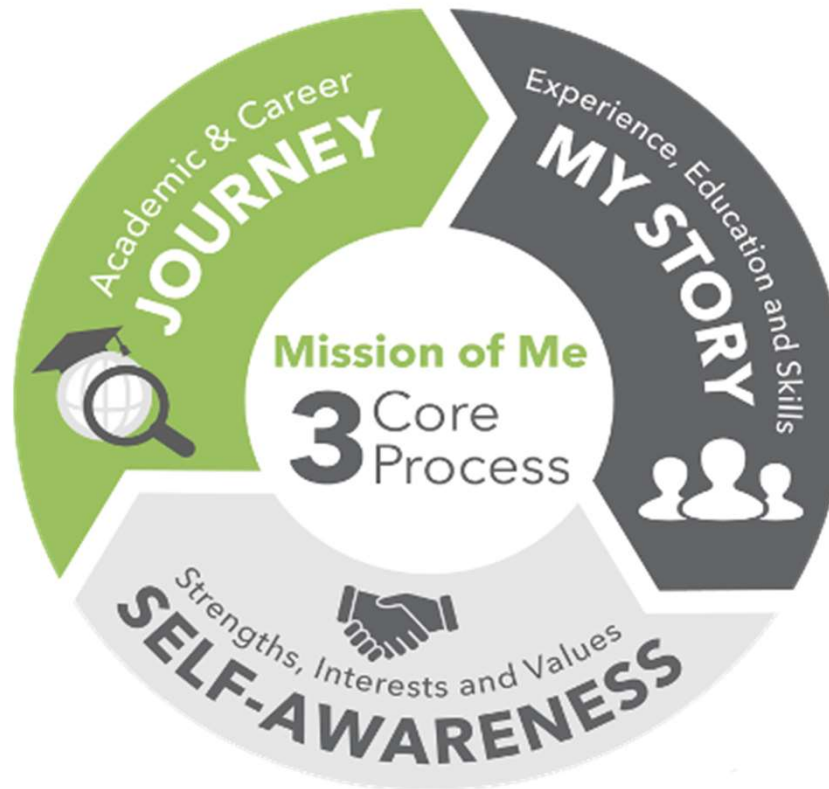 Academic & Career
JOURNEY
Experience, Education and Skills
MY STORY
Mission of Me
3 Core
Process
Strengths, Interests and Values
SELF-AWARENESS